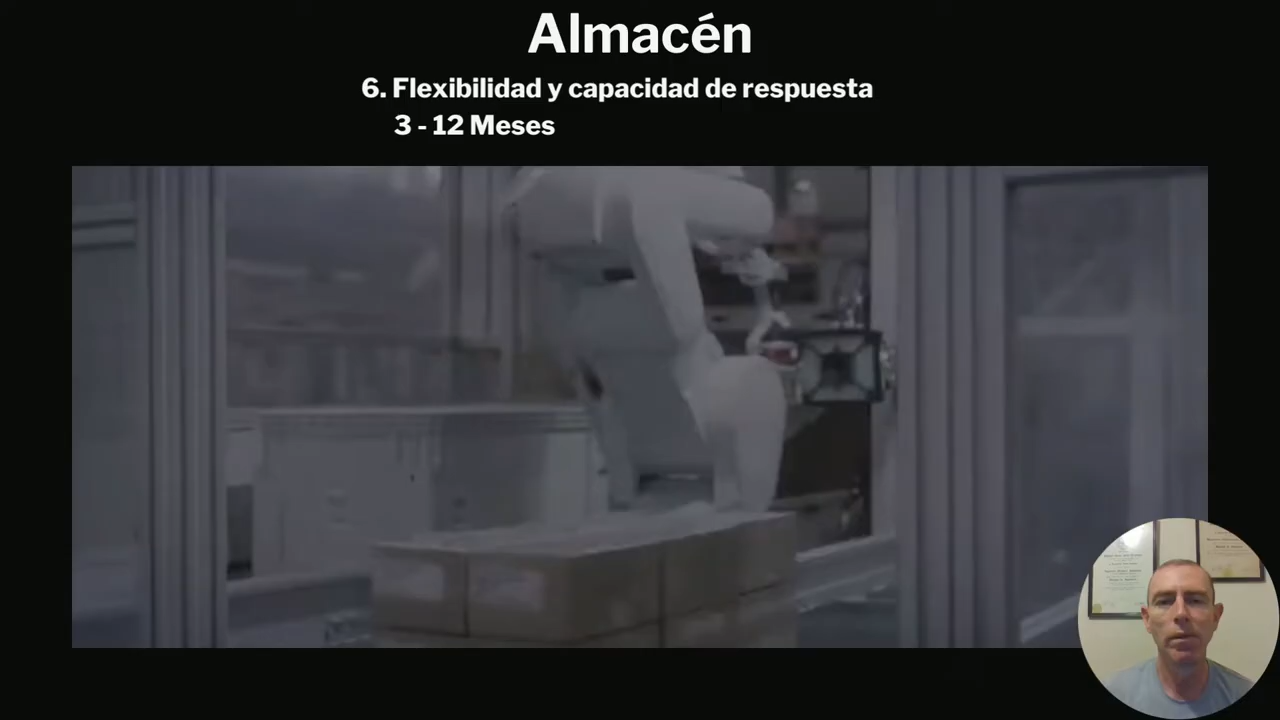 Almacén
6. Flexibilidad y capacidad de respuesta
3 - 12 Meses